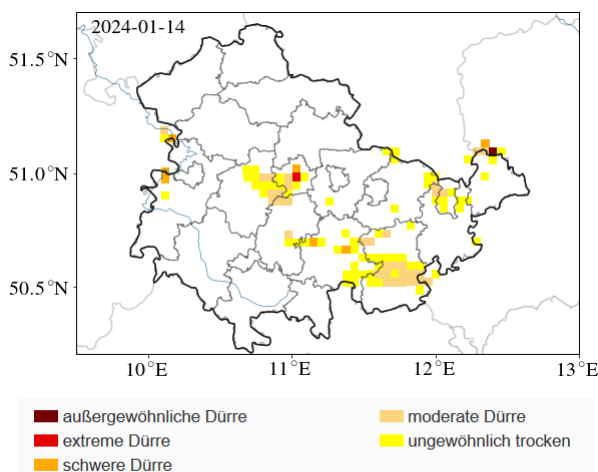 2024-01-14
51.5°N
51.0°N
50.5°N
10°E 11°E 12°E 13°E
außergewöhnliche Dürre
extreme Dürre
schwere Dürre
moderate Dürre
ungewöhnlich trocken